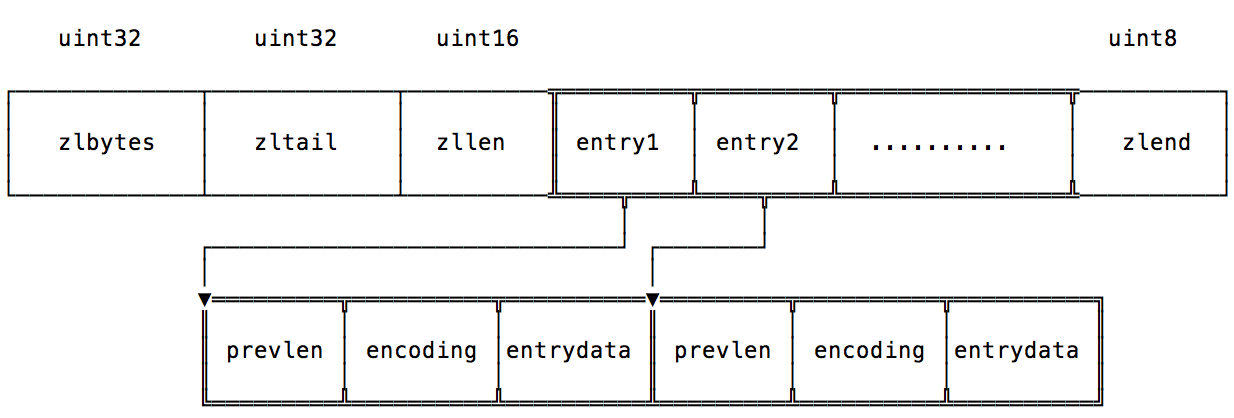 uint32 uint32 uint16 uint8
zlbytes zltail zllen entry1 entry2 .......... zlend
prevlen encoding entrydata prevlen encoding entrydata